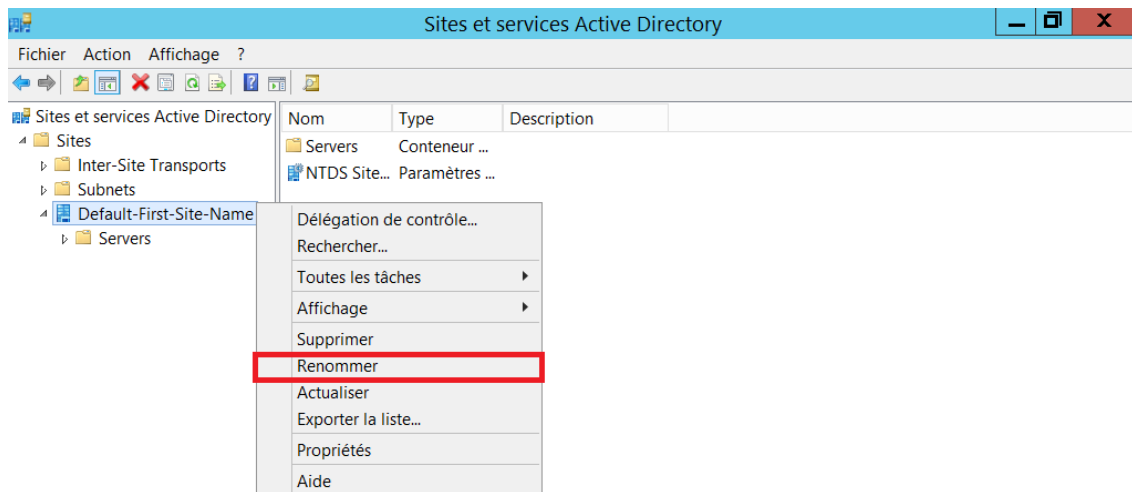 Sites et services Active Directory
Fichier Action Affichage ?
Sites et services Active Directory
Sites
Inter-Site Transports
Subnets
Default-First-Site-Name
Servers
Nom Type Description
Servers Conteneur ...
NTDS Site... Paramètres ...
Délégation de contrôle...
Rechercher...
Toutes les tâches
Affichage
Supprimer
Renommer
Actualiser
Exporter la liste...
Propriétés
Aide